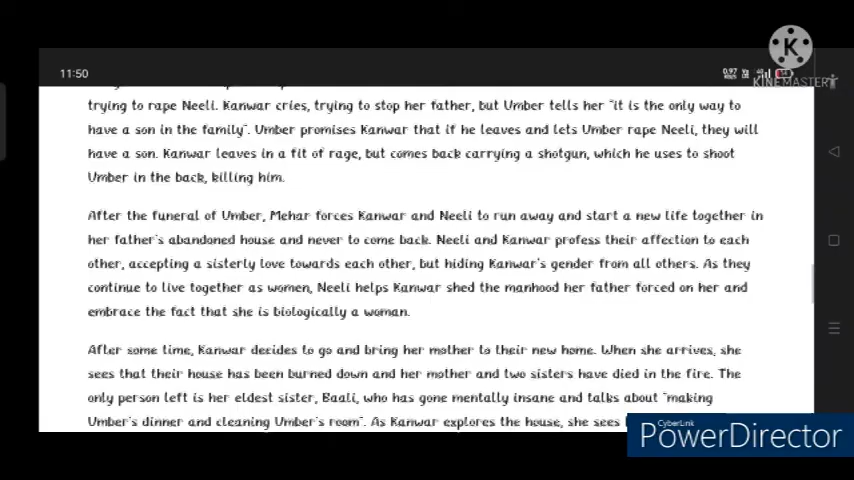 11:50
0.97
KB/S
4G
KINEMASTER
trying to rape Neeli. Kanwar cries, trying to stop her father, but Umber tells her "it is the only way to
have a son in the family". Umber promises Kanwar that if he leaves and lets Umber rape Neeli, they will
have a son. Kanwar leaves in a fit of rage, but comes back carrying a shotgun, which he uses to shoot
Umber in the back, killing him.
After the funeral of Umber, Mehar forces Kanwar and Neeli to run away and start a new life together in
her father's abandoned house and never to come back. Neeli and Kanwar profess their affection to each
other, accepting a sisterly love towards each other, but hiding Kanwar's gender from all others. As they
continue to live together as women, Neeli helps Kanwar shed the manhood her father forced on her and
embrace the fact that she is biologically a woman.
After some time, Kanwar decides to go and bring her mother to their new home. When she arrives, she
sees that their house has been burned down and her mother and two sisters have died in the fire. The
only person left is her eldest sister, Baali, who has gone mentally insane and talks about "making
Umber's dinner and cleaning Umber's room". As Kanwar explores the house, she sees
CyberLink
PowerDirector